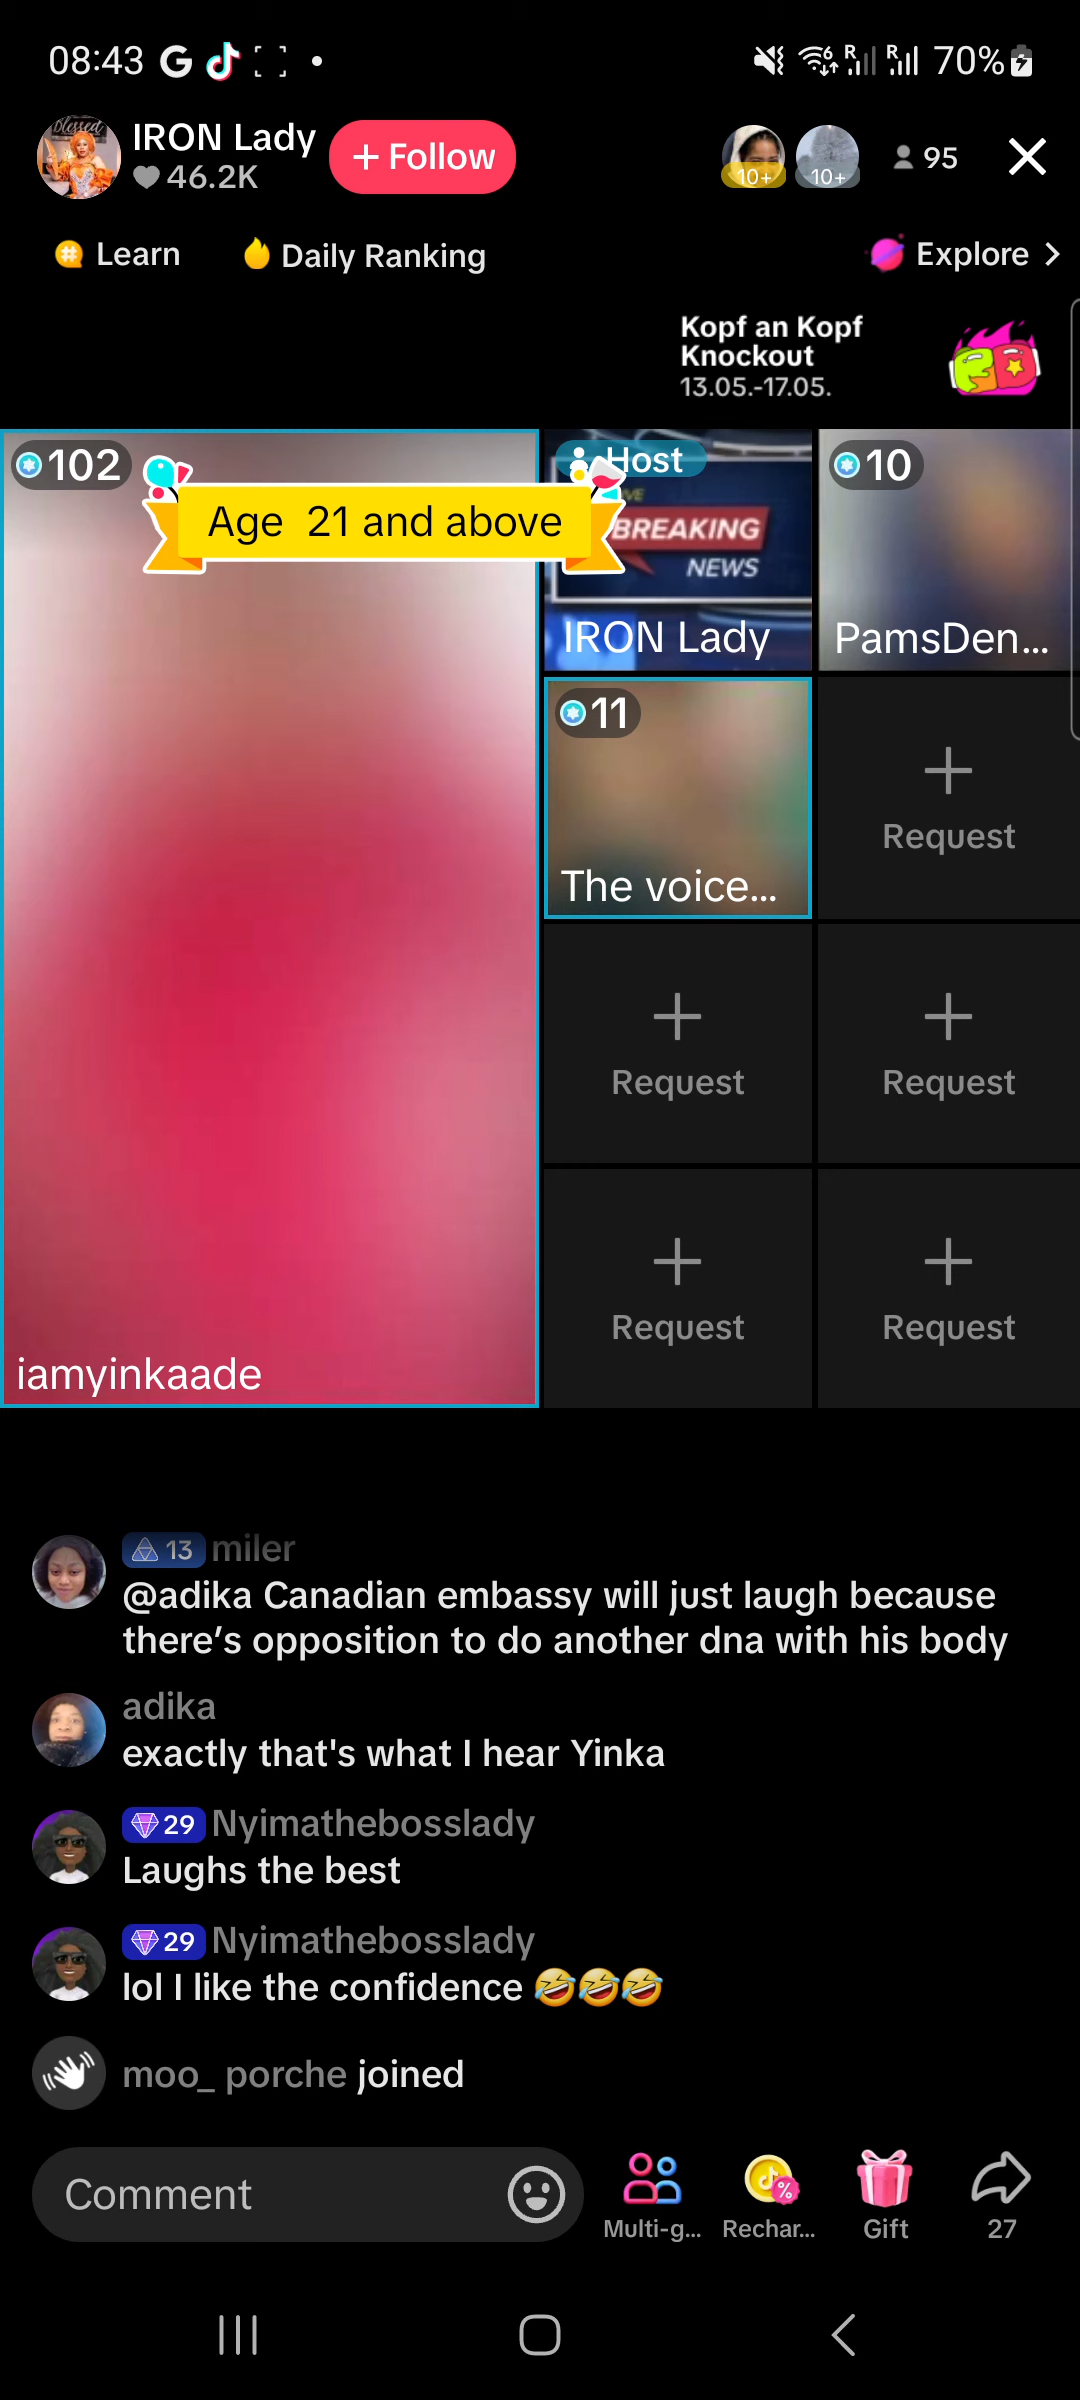 08:43
70%
Blessed
IRON Lady
46.2K
+ Follow
10+
10+
95
Learn
Daily Ranking
Explore
Kopf an Kopf
Knockout
13.05.-17.05.
102
Age 21 and above
Host
BREAKING
NEWS
IRON Lady
10
PamsDen...
11
The voice...
Request
Request
Request
Request
Request
iamyinkaade
13 miler
@adika Canadian embassy will just laugh because
there’s opposition to do another dna with his body
adika
exactly that's what I hear Yinka
29 Nyimathebosslady
Laughs the best
29 Nyimathebosslady
lol I like the confidence 🤣🤣🤣
moo_ porche joined
Comment
Multi-g...
Rechar...
Gift
27